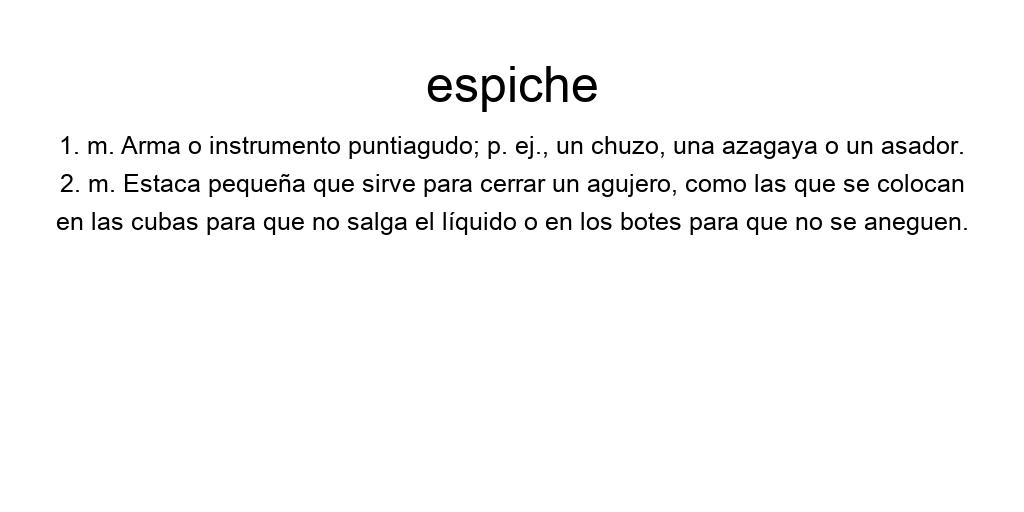 espiche
1. m. Arma o instrumento puntiagudo; p. ej., un chuzo, una azagaya o un asador.
2. m. Estaca pequeña que sirve para cerrar un agujero, como las que se colocan
en las cubas para que no salga el líquido o en los botes para que no se aneguen.